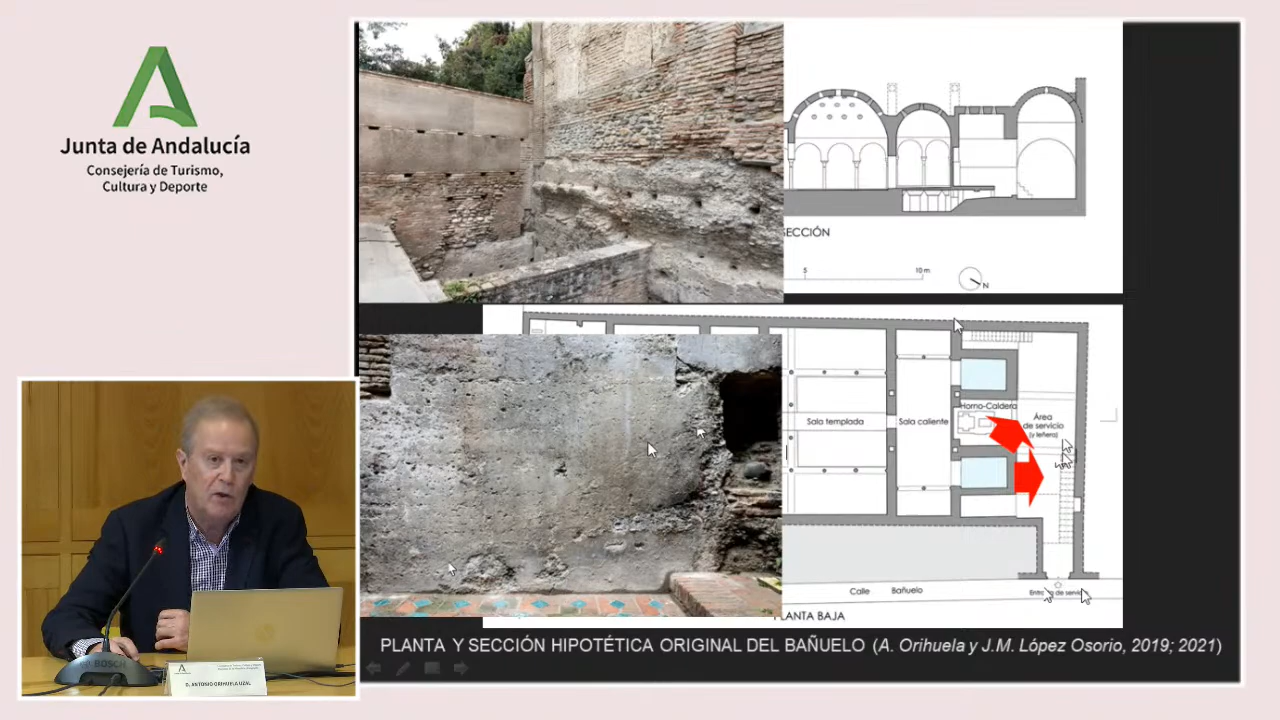 Junta de Andalucía
Consejería de Turismo,
Cultura y Deporte
SECCIÓN
5
10 m
N
Horno-Caldera
Sala templada
Sala caliente
Área
de servicio
(y leñero)
Calle Bañuelo
PLANTA BAJA
PLANTA Y SECCIÓN HIPOTÉTICA ORIGINAL DEL BAÑUELO (A. Orihuela y J.M. López Osorio, 2019; 2021)
BOSCH
D. ANTONIO ORIHUELA UZAL